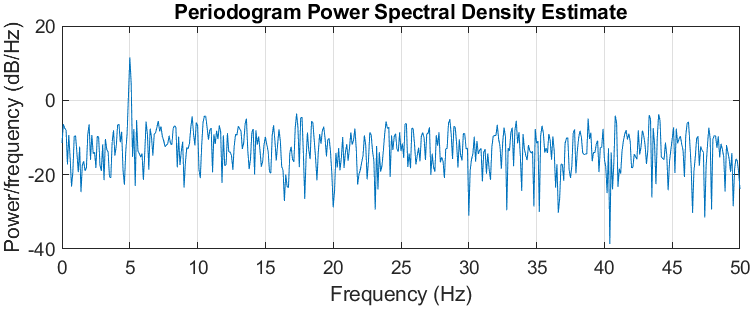 Periodogram Power Spectral Density Estimate
Power/frequency (dB/Hz)
20
0
-20
-40
0 5 10 15 20 25 30 35 40 45 50
Frequency (Hz)